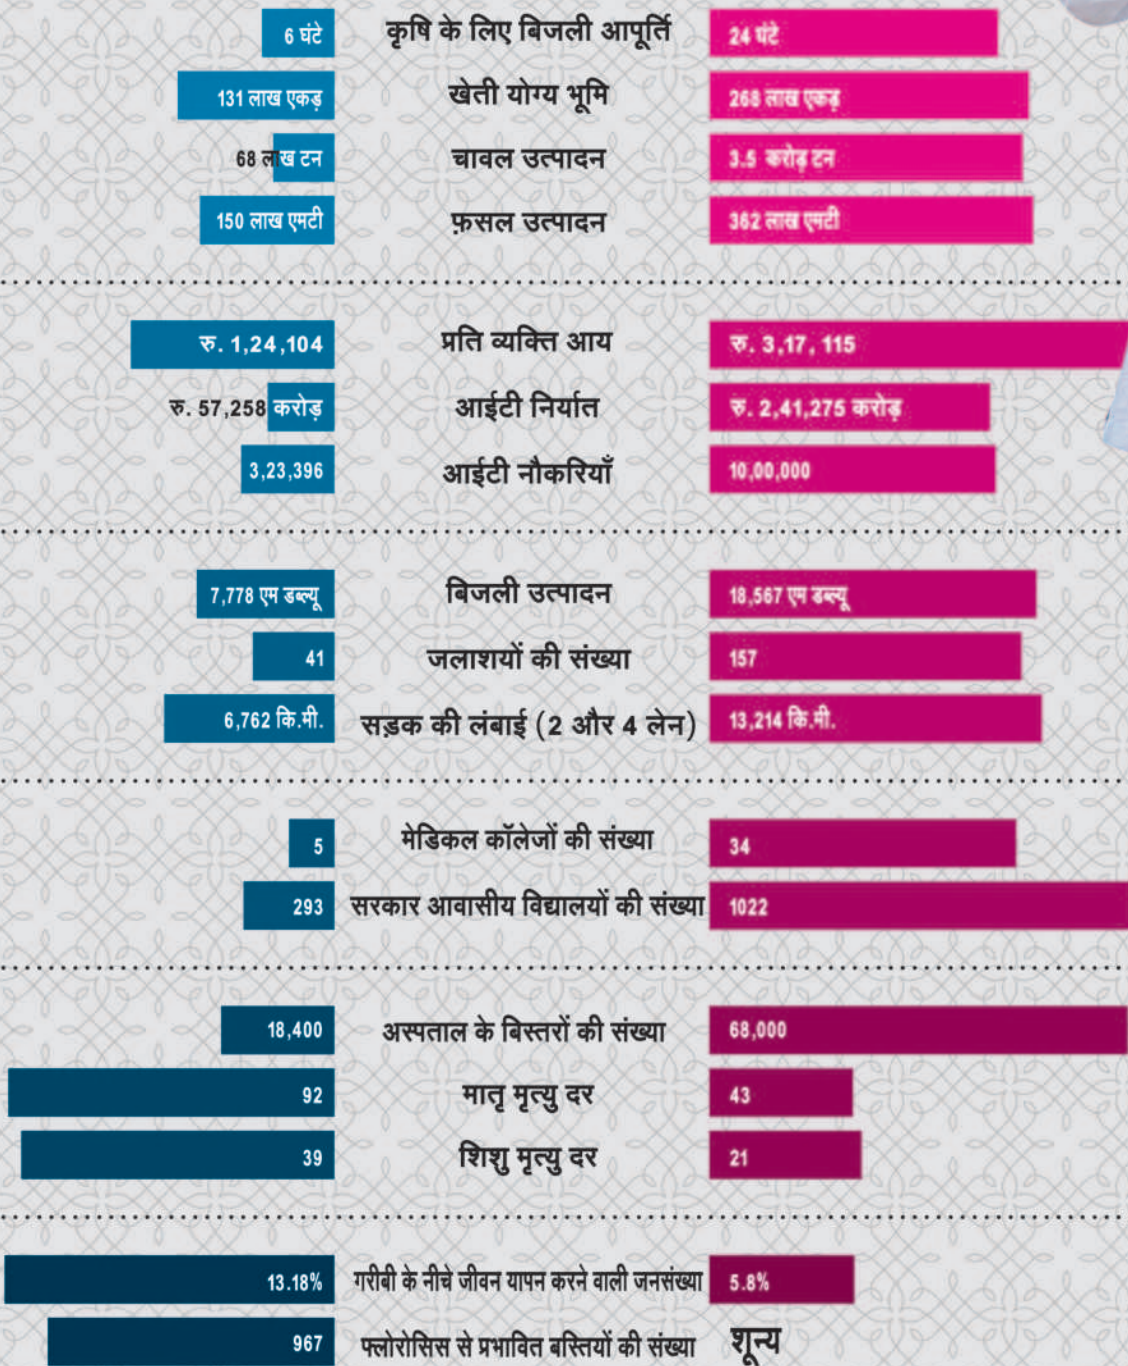 6 घंटे कृषि के लिए बिजली आपूर्ति 24 घंटे
131 लाख एकड़ खेती योग्य भूमि 268 लाख एकड़
68 लाख टन चावल उत्पादन 3.5 करोड़ टन
150 लाख एमटी फ़सल उत्पादन 362 लाख एमटी
रु. 1,24,104 प्रति व्यक्ति आय रु. 3,17, 115
रु. 57,258 करोड़ आईटी निर्यात रु. 2,41,275 करोड़
3,23,396 आईटी नौकरियाँ 10,00,000
7,778 एम डब्ल्यू बिजली उत्पादन 18,567 एम डब्ल्यू
41 जलाशयों की संख्या 157
6,762 कि.मी. सड़क की लंबाई (2 और 4 लेन) 13,214 कि.मी.
5 मेडिकल कॉलेजों की संख्या 34
293 सरकार आवासीय विद्यालयों की संख्या 1022
18,400 अस्पताल के बिस्तरों की संख्या 68,000
92 मातृ मृत्यु दर 43
39 शिशु मृत्यु दर 21
13.18% गरीबी के नीचे जीवन यापन करने वाली जनसंख्या 5.8%
967 फ्लोरोसिस से प्रभावित बस्तियों की संख्या शून्य